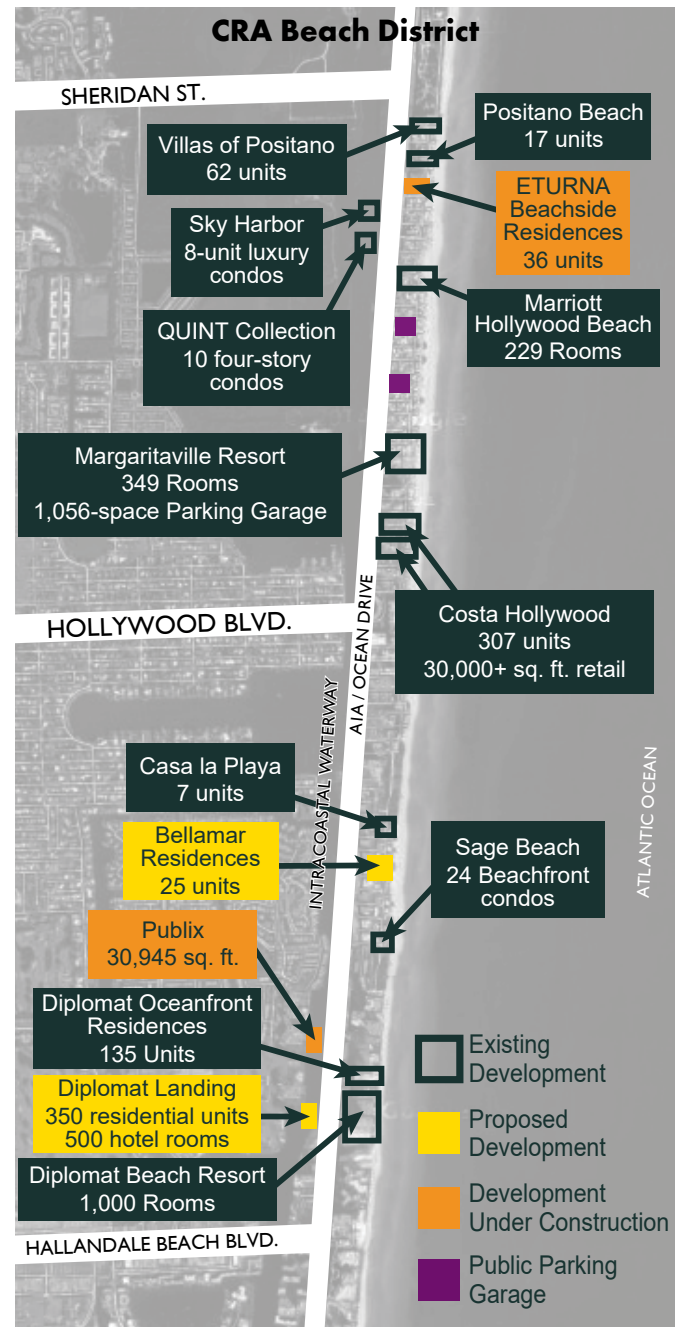 CRA Beach District
SHERIDAN ST.
Villas of Positano
62 units
Positano Beach
17 units
ETURNA
Beachside
Residences
36 units
Sky Harbor
8-unit luxury
condos
Marriott
Hollywood Beach
229 Rooms
QUINT Collection
10 four-story
condos
Margaritaville Resort
349 Rooms
1,056-space Parking Garage
HOLLYWOOD BLVD.
A1A / OCEAN DRIVE
Costa Hollywood
307 units
30,000+ sq. ft. retail
INTRACOASTAL WATERWAY
ATLANTIC OCEAN
Casa la Playa
7 units
Bellamar
Residences
25 units
Sage Beach
24 Beachfront
condos
Publix
30,945 sq. ft.
Diplomat Oceanfront
Residences
135 Units
Diplomat Landing
350 residential units
500 hotel rooms
Diplomat Beach Resort
1,000 Rooms
HALLANDALE BEACH BLVD.
Existing
Development
Proposed
Development
Development
Under Construction
Public Parking
Garage